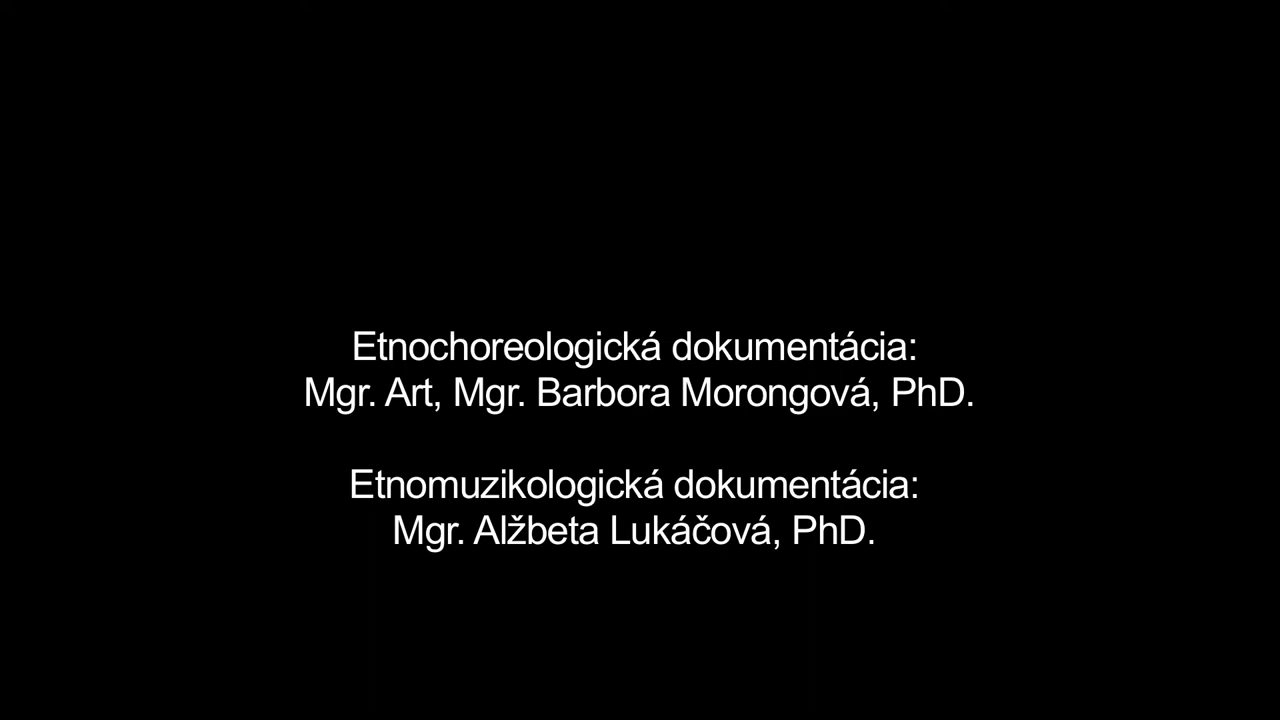 Etnochoreologická dokumentácia:
Mgr. Art, Mgr. Barbora Morongová, PhD.
Etnomuzikologická dokumentácia:
Mgr. Alžbeta Lukáčová, PhD.